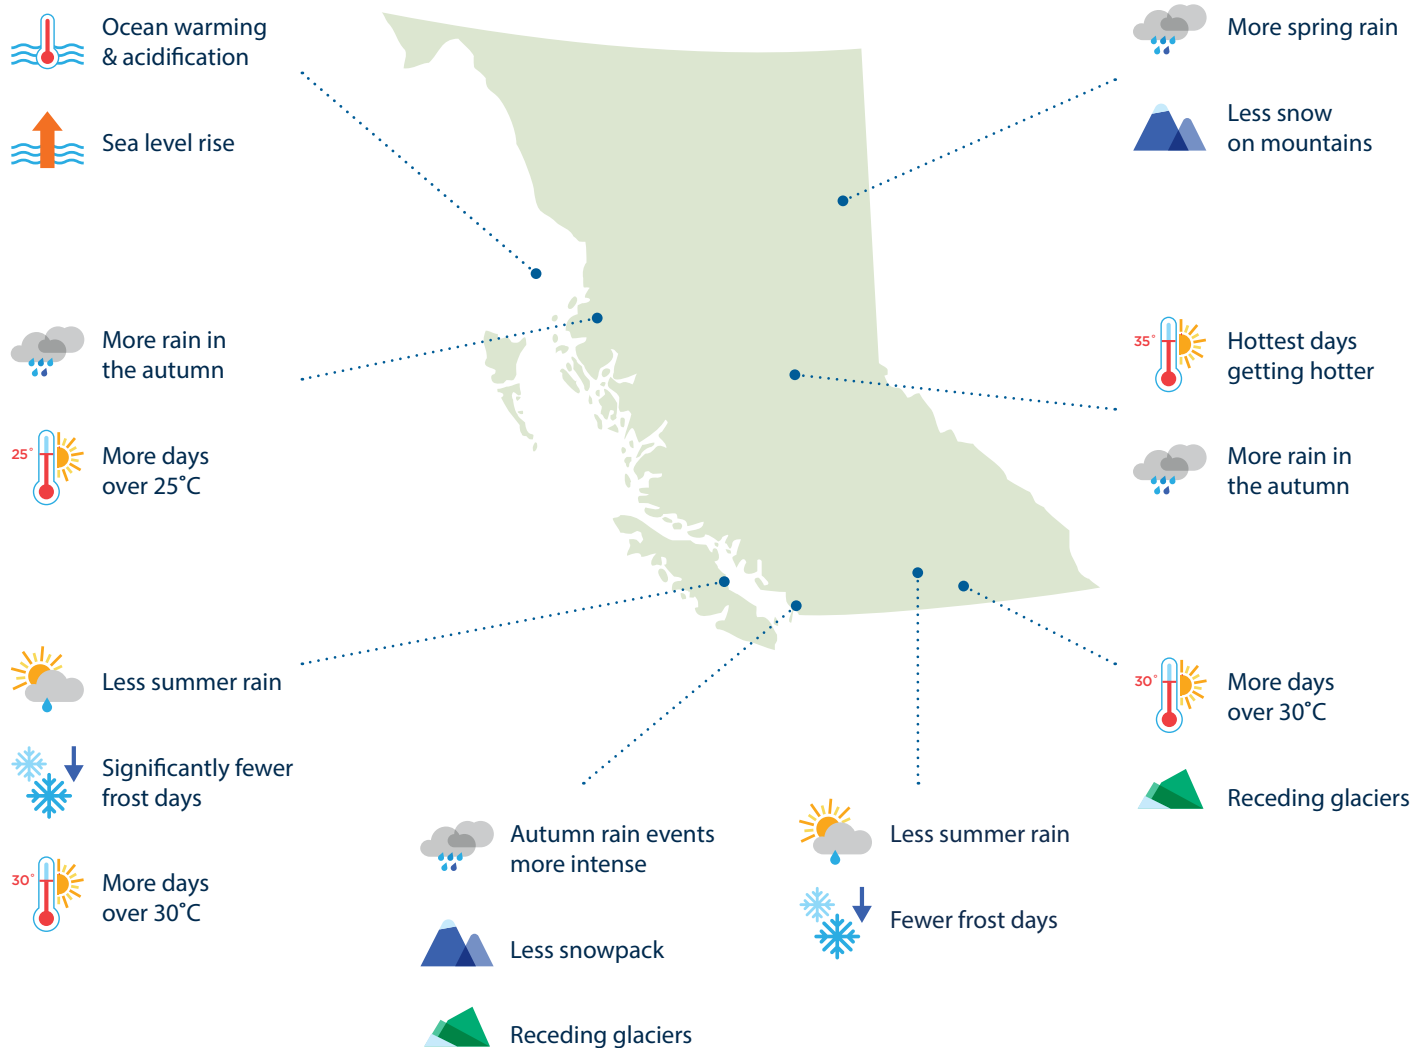 Ocean warming
& acidification
Sea level rise
More rain in
the autumn
25°
More days
over 25˚C
Less summer rain
Significantly fewer
frost days
30°
More days
over 30˚C
Autumn rain events
more intense
Less snowpack
Receding glaciers
Less summer rain
Fewer frost days
More spring rain
Less snow
on mountains
35°
Hottest days
getting hotter
More rain in
the autumn
30°
More days
over 30˚C
Receding glaciers